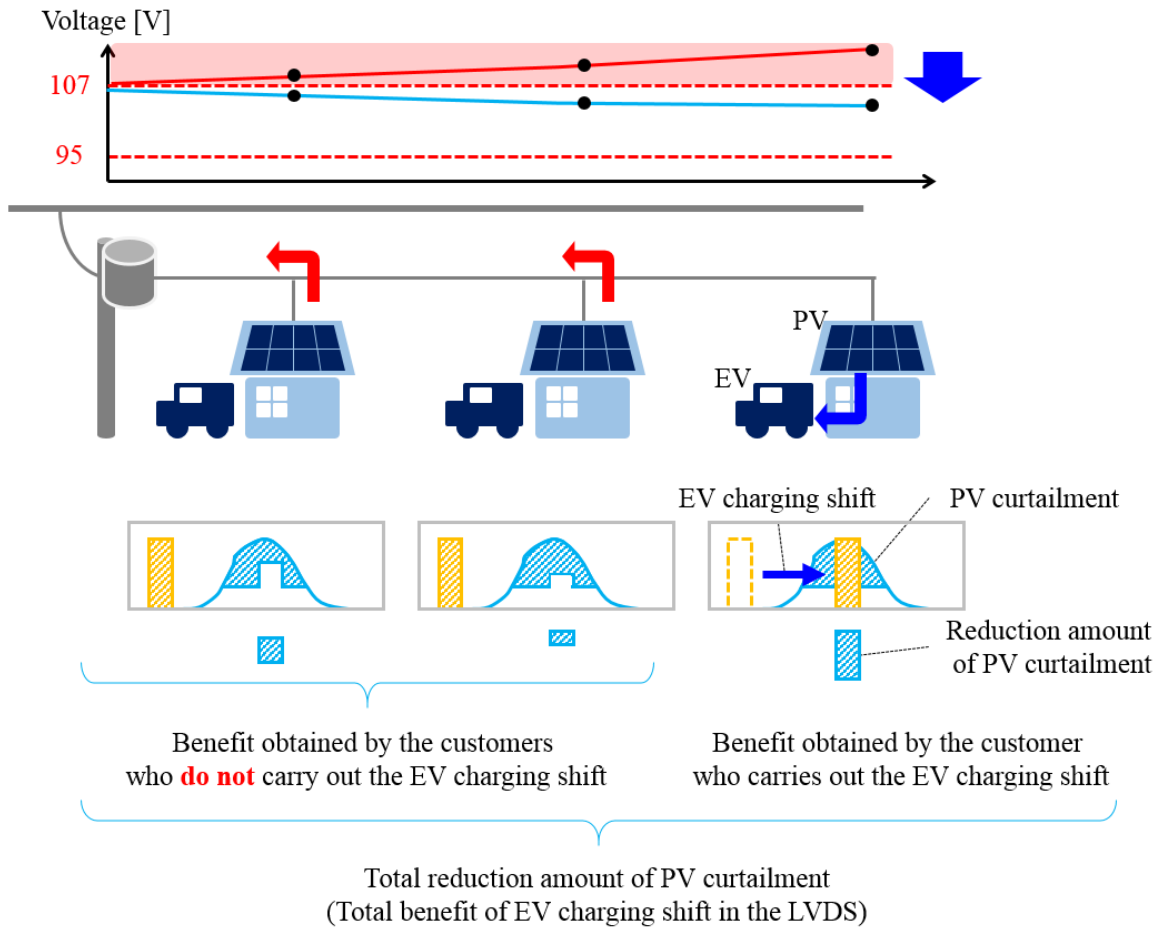 Voltage [V]
107
95
PV
EV
EV charging shift
PV curtailment
Reduction amount
of PV curtailment
Benefit obtained by the customers
who do not carry out the EV charging shift
Benefit obtained by the customer
who carries out the EV charging shift
Total reduction amount of PV curtailment
(Total benefit of EV charging shift in the LVDS)